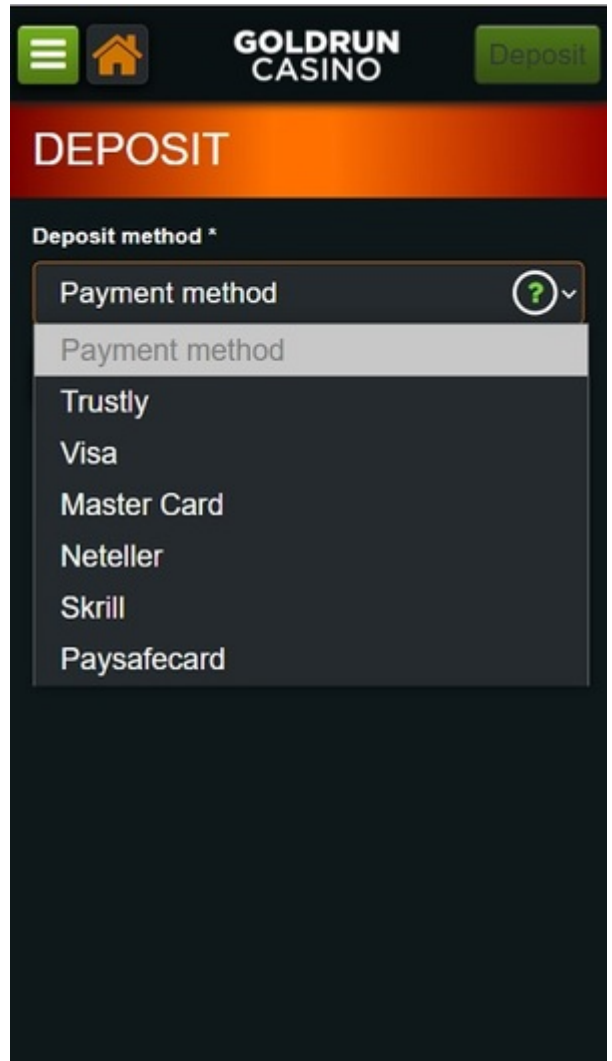 GOLDRUN
CASINO
Deposit
DEPOSIT
Deposit method *
Payment method ?
Payment method
Trustly
Visa
Master Card
Neteller
Skrill
Paysafecard